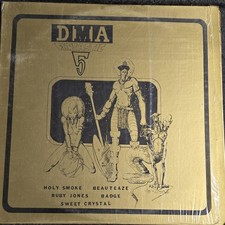 DMA
5
HOLY SMOKE BEAUTEAZE
RUDY JONES BADGE
SWEET CRYSTAL